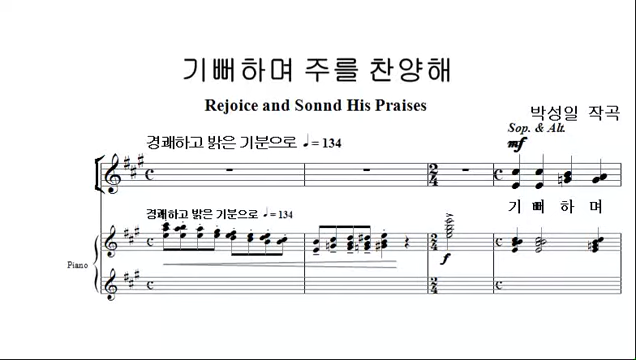 기뻐하며 주를 찬양해
Rejoice and Sonnd His Praises
박성일 작곡
경쾌하고 밝은 기분으로 ♩= 134
Sop. & Alt.
mf
기 뻐 하 며
경쾌하고 밝은 기분으로 ♩= 134
Piano
f